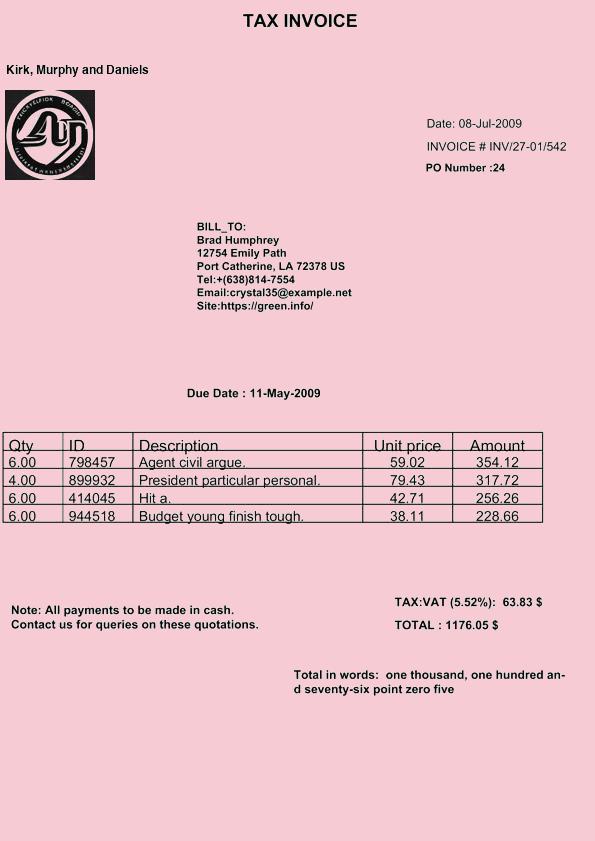 TAX INVOICE
Kirk, Murphy and Daniels
Date: 08-Jul-2009
INVOICE # INV/27-01/542
PO Number :24
BILL_TO:
Brad Humphrey
12754 Emily Path
Port Catherine, LA 72378 US
Tel:+(638)814-7554
Email:crystal35@example.net
Site:https://green.info/
Due Date : 11-May-2009
Qty ID Description Unit price Amount
6.00 798457 Agent civil argue. 59.02 354.12
4.00 899932 President particular personal. 79.43 317.72
6.00 414045 Hit a. 42.71 256.26
6.00 944518 Budget young finish tough. 38.11 228.66
TAX:VAT (5.52%): 63.83 $
Note: All payments to be made in cash.
Contact us for queries on these quotations.
TOTAL : 1176.05 $
Total in words: one thousand, one hundred an-
d seventy-six point zero five